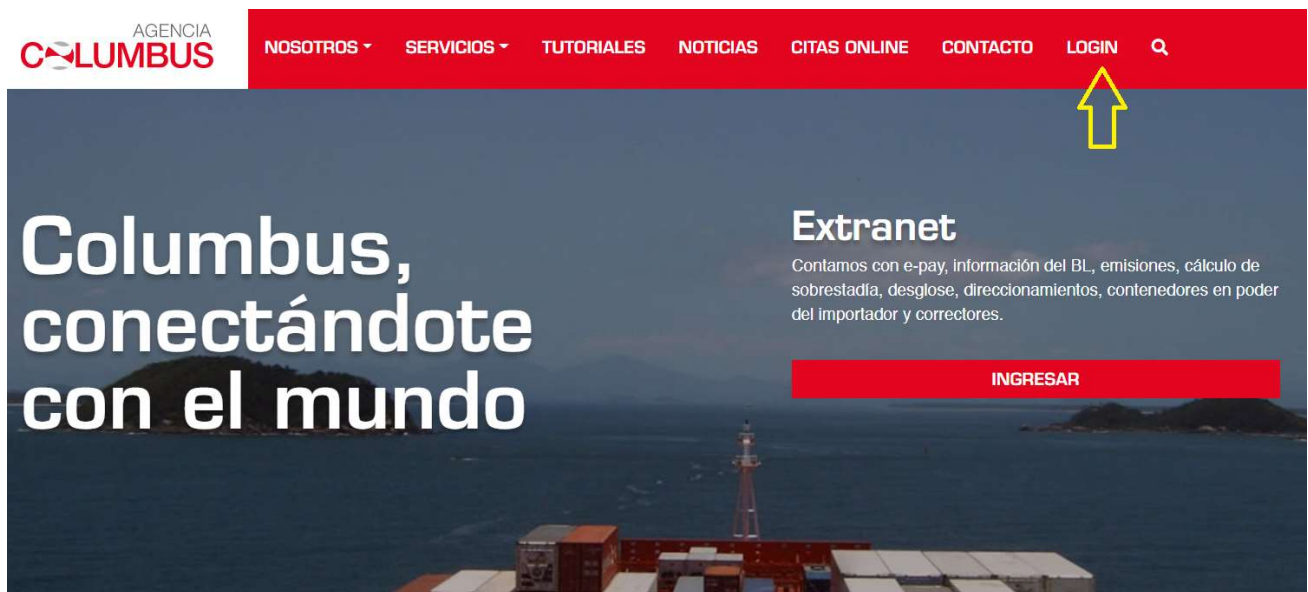 AGENCIA
COLUMBUS
NOSOTROS SERVICIOS TUTORIALES NOTICIAS CITAS ONLINE CONTACTO LOGIN
Columbus,
conectándote
con el mundo
Extranet
Contamos con e-pay, información del BL, emisiones, cálculo de
sobrestadía, desglose, direccionamientos, contenedores en poder
del importador y correctores.
INGRESAR